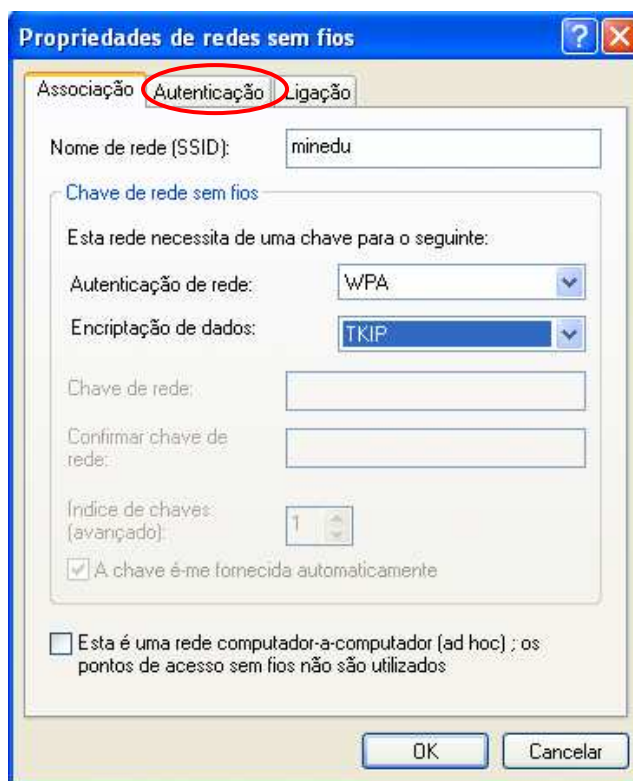 Propriedades de redes sem fios
Associação Autenticação Ligação
Nome de rede (SSID): minedu
Chave de rede sem fios
Esta rede necessita de uma chave para o seguinte:
Autenticação de rede: WPA
Encriptação de dados: TKIP
Chave de rede:
Confirmar chave de
rede:
Índice de chaves
(avançado): 1
A chave é-me fornecida automaticamente
Esta é uma rede computador-a-computador (ad hoc) ; os
pontos de acesso sem fios não são utilizados
OK Cancelar